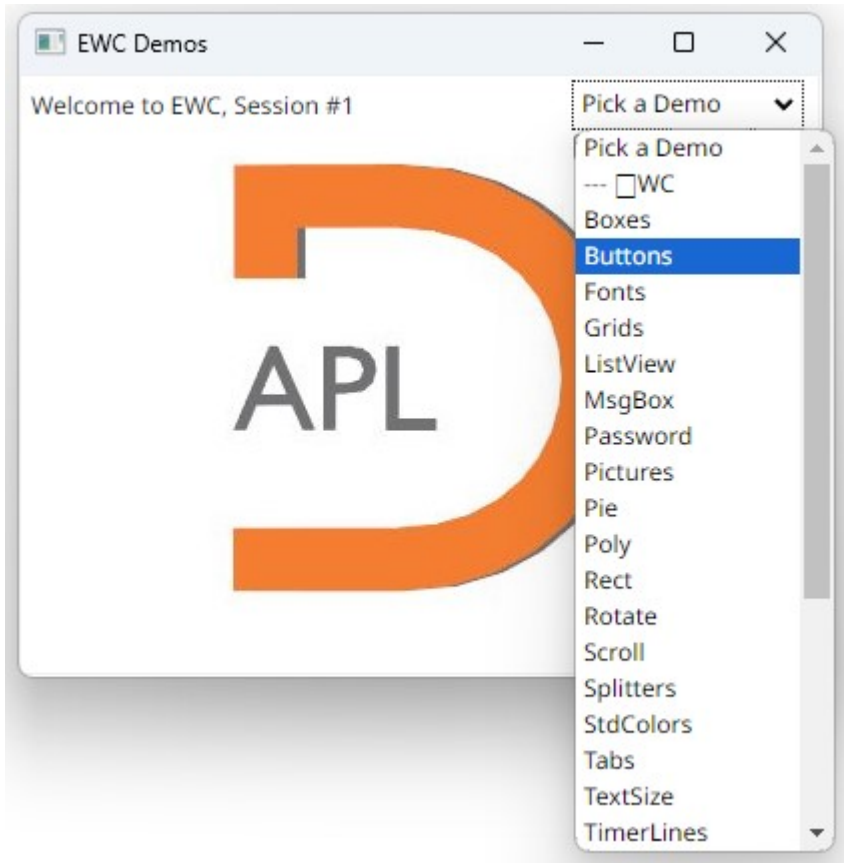 EWC Demos
Welcome to EWC, Session #1
Pick a Demo
APL
Pick a Demo
--- ⎕WC
Boxes
Buttons
Fonts
Grids
ListView
MsgBox
Password
Pictures
Pie
Poly
Rect
Rotate
Scroll
Splitters
StdColors
Tabs
TextSize
TimerLines